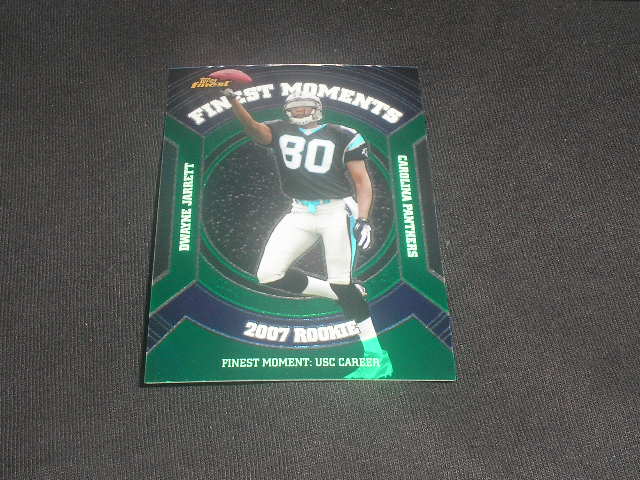 Topps
finest
FINEST MOMENTS
80
DWAYNE JARRETT
CAROLINA PANTHERS
2007 ROOKIE
FINEST MOMENT: USC CAREER